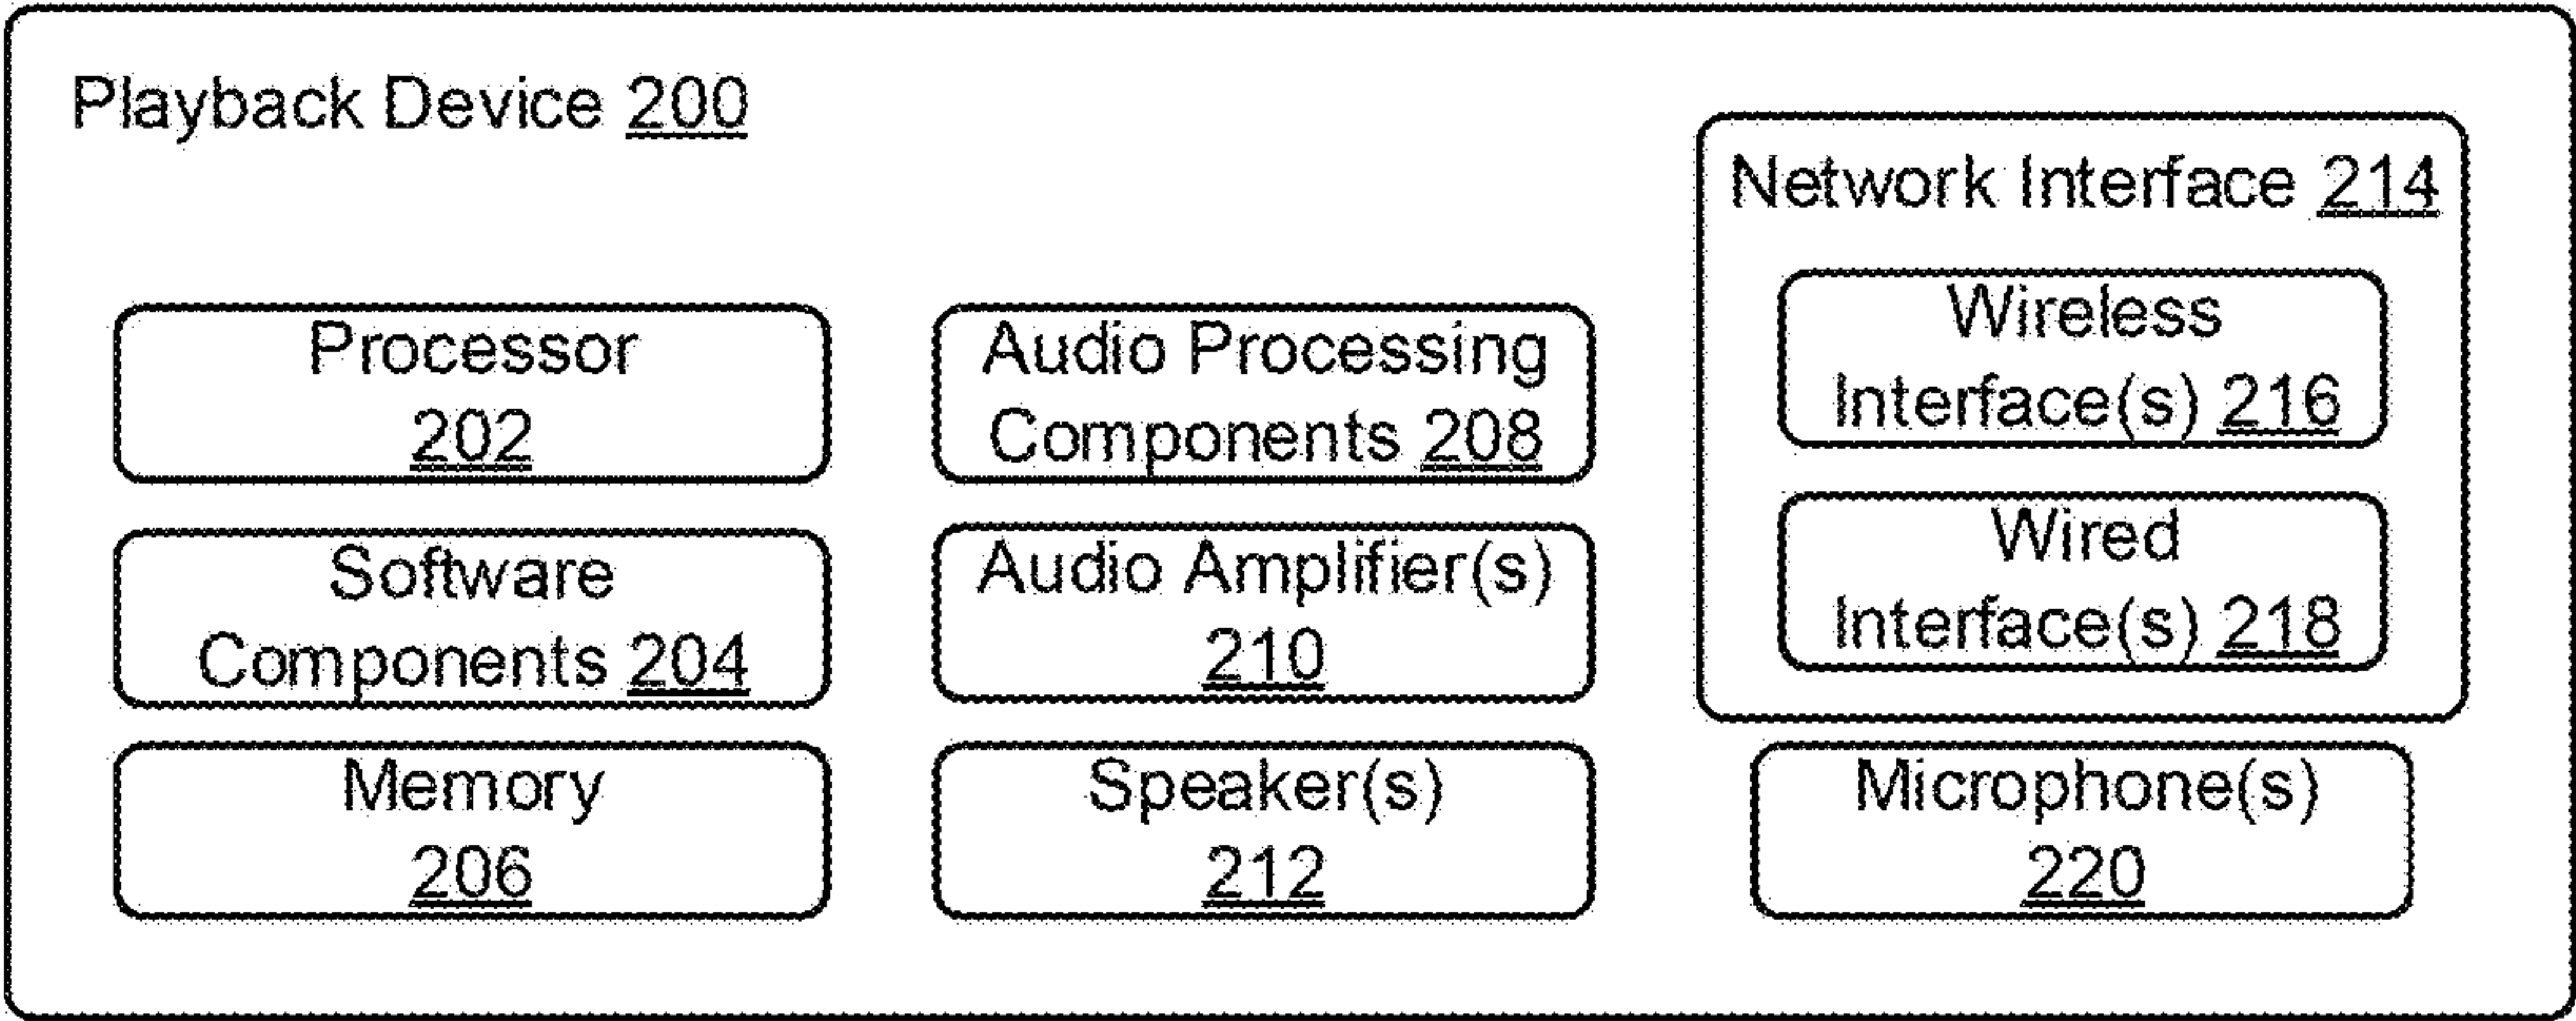 Playback Device 200
Processor
202
Software
Components 204
Memory
206
Audio Processing
Components 208
Audio Amplifier(s)
210
Speaker(s)
212
Network Interface 214
Wireless
Interface(s) 216
Wired
Interface(s) 218
Microphone(s)
220